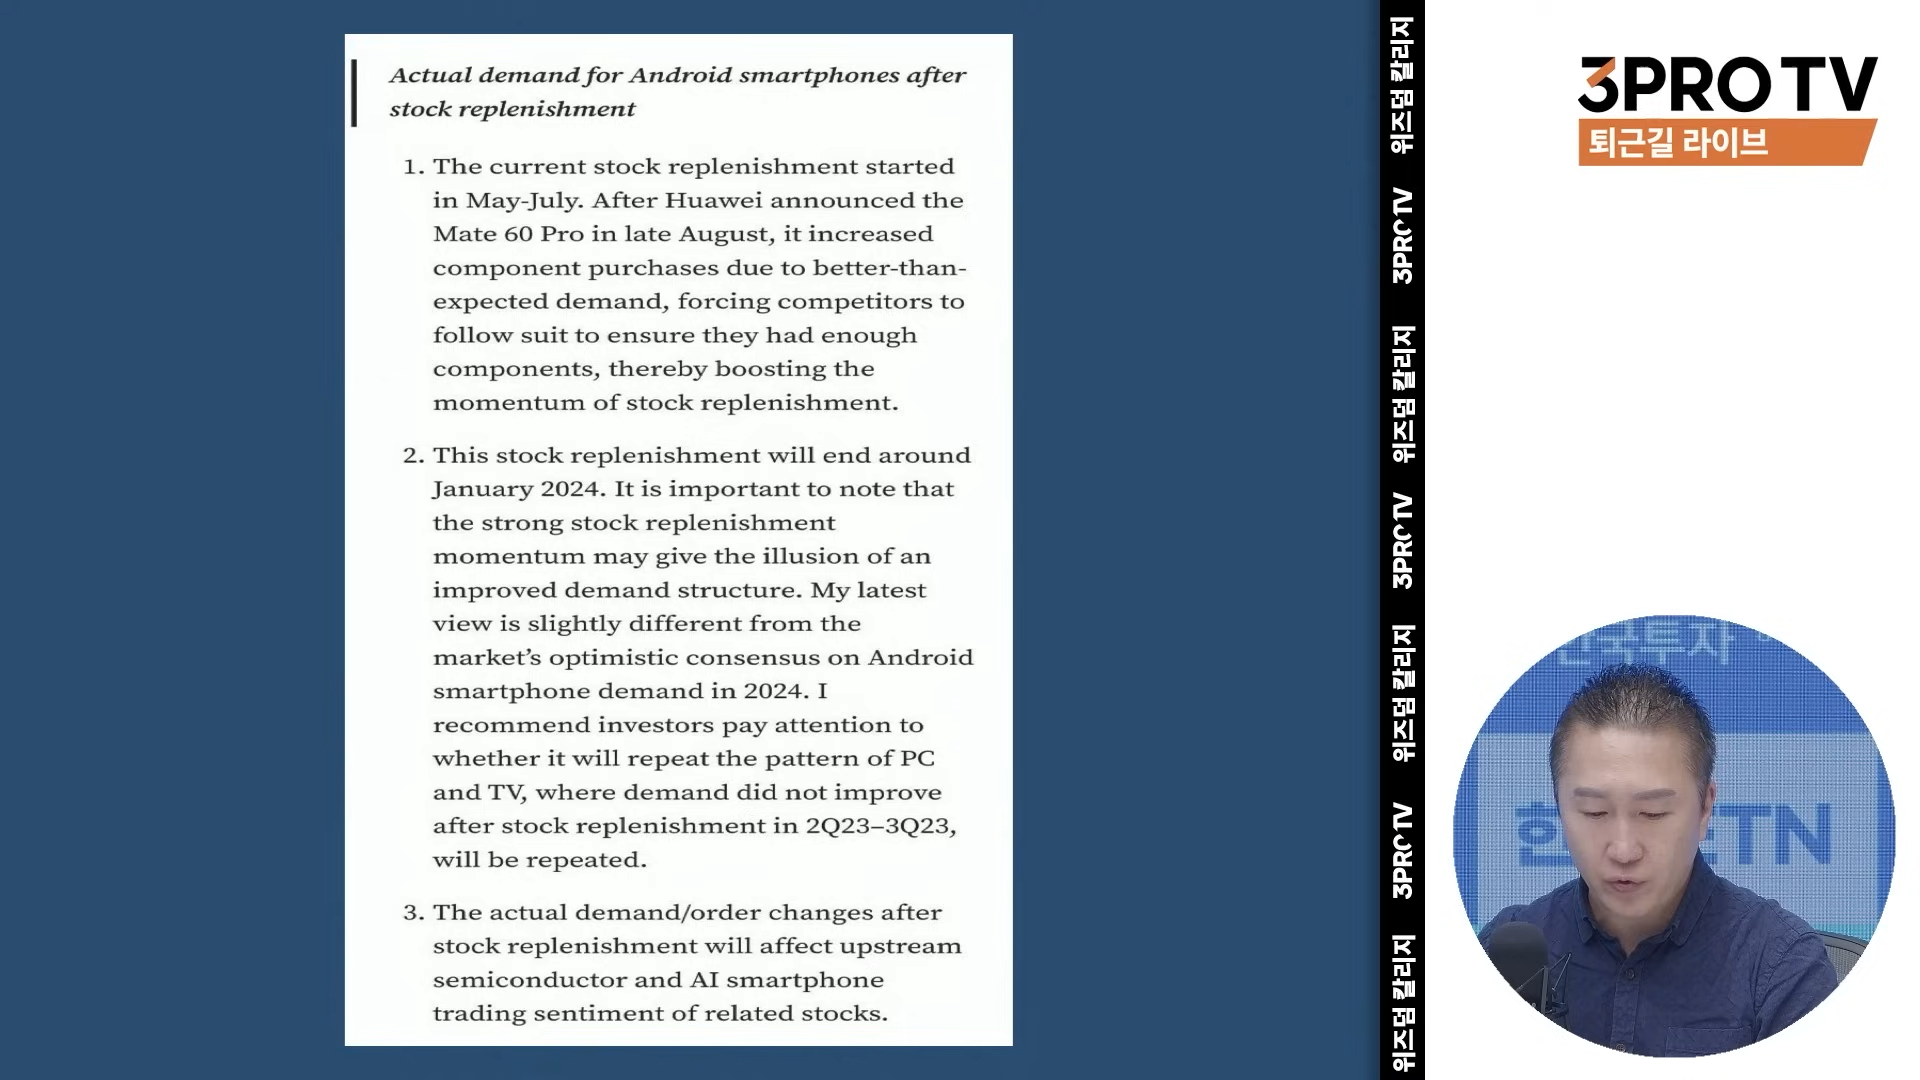 Actual demand for Android smartphones after
stock replenishment
1. The current stock replenishment started
in May-July. After Huawei announced the
Mate 60 Pro in late August, it increased
component purchases due to better-than-
expected demand, forcing competitors to
follow suit to ensure they had enough
components, thereby boosting the
momentum of stock replenishment.
2. This stock replenishment will end around
January 2024. It is important to note that
the strong stock replenishment
momentum may give the illusion of an
improved demand structure. My latest
view is slightly different from the
market’s optimistic consensus on Android
smartphone demand in 2024. I
recommend investors pay attention to
whether it will repeat the pattern of PC
and TV, where demand did not improve
after stock replenishment in 2Q23–3Q23,
will be repeated.
3. The actual demand/order changes after
stock replenishment will affect upstream
semiconductor and AI smartphone
trading sentiment of related stocks.
위즈덤 칼리지
3PROTV
위즈덤 칼리지
3PROTV
위즈덤 칼리지
3PROTV
위즈덤 칼리지
3PRO TV
퇴근길 라이브
한국투자
TN